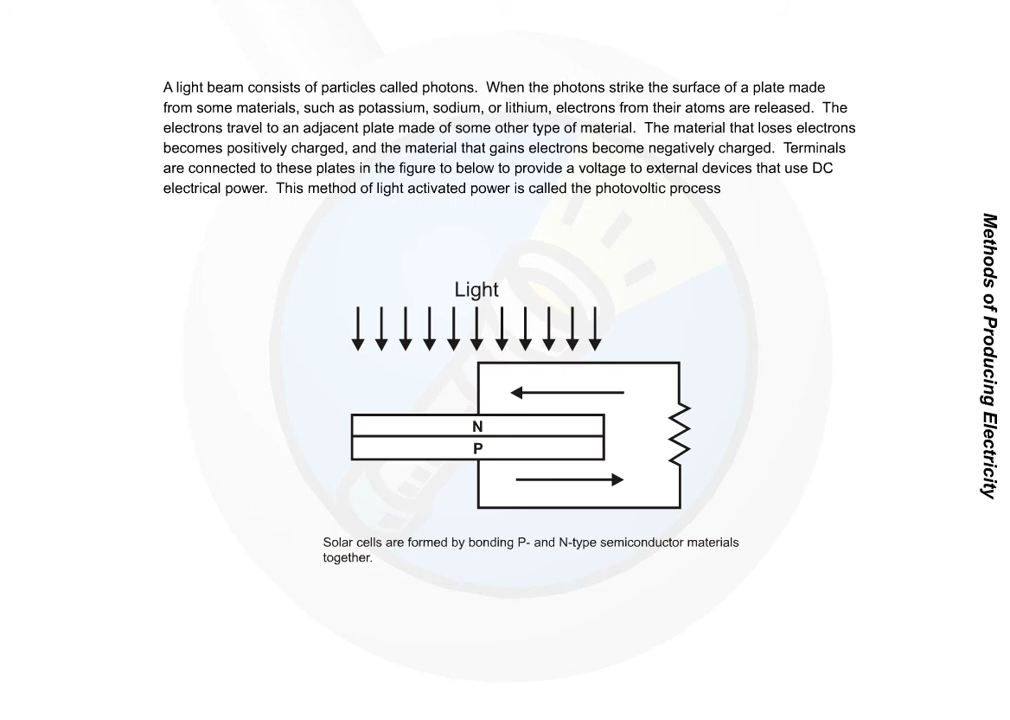 A light beam consists of particles called photons.  When the photons strike the surface of a plate made
from some materials, such as potassium, sodium, or lithium, electrons from their atoms are released.  The
electrons travel to an adjacent plate made of some other type of material.  The material that loses electrons
becomes positively charged, and the material that gains electrons become negatively charged.  Terminals
are connected to these plates in the figure to below to provide a voltage to external devices that use DC
electrical power.  This method of light activated power is called the photovoltic process
Methods of Producing Electricity
Light
N
P
Solar cells are formed by bonding P- and N-type semiconductor materials
together.